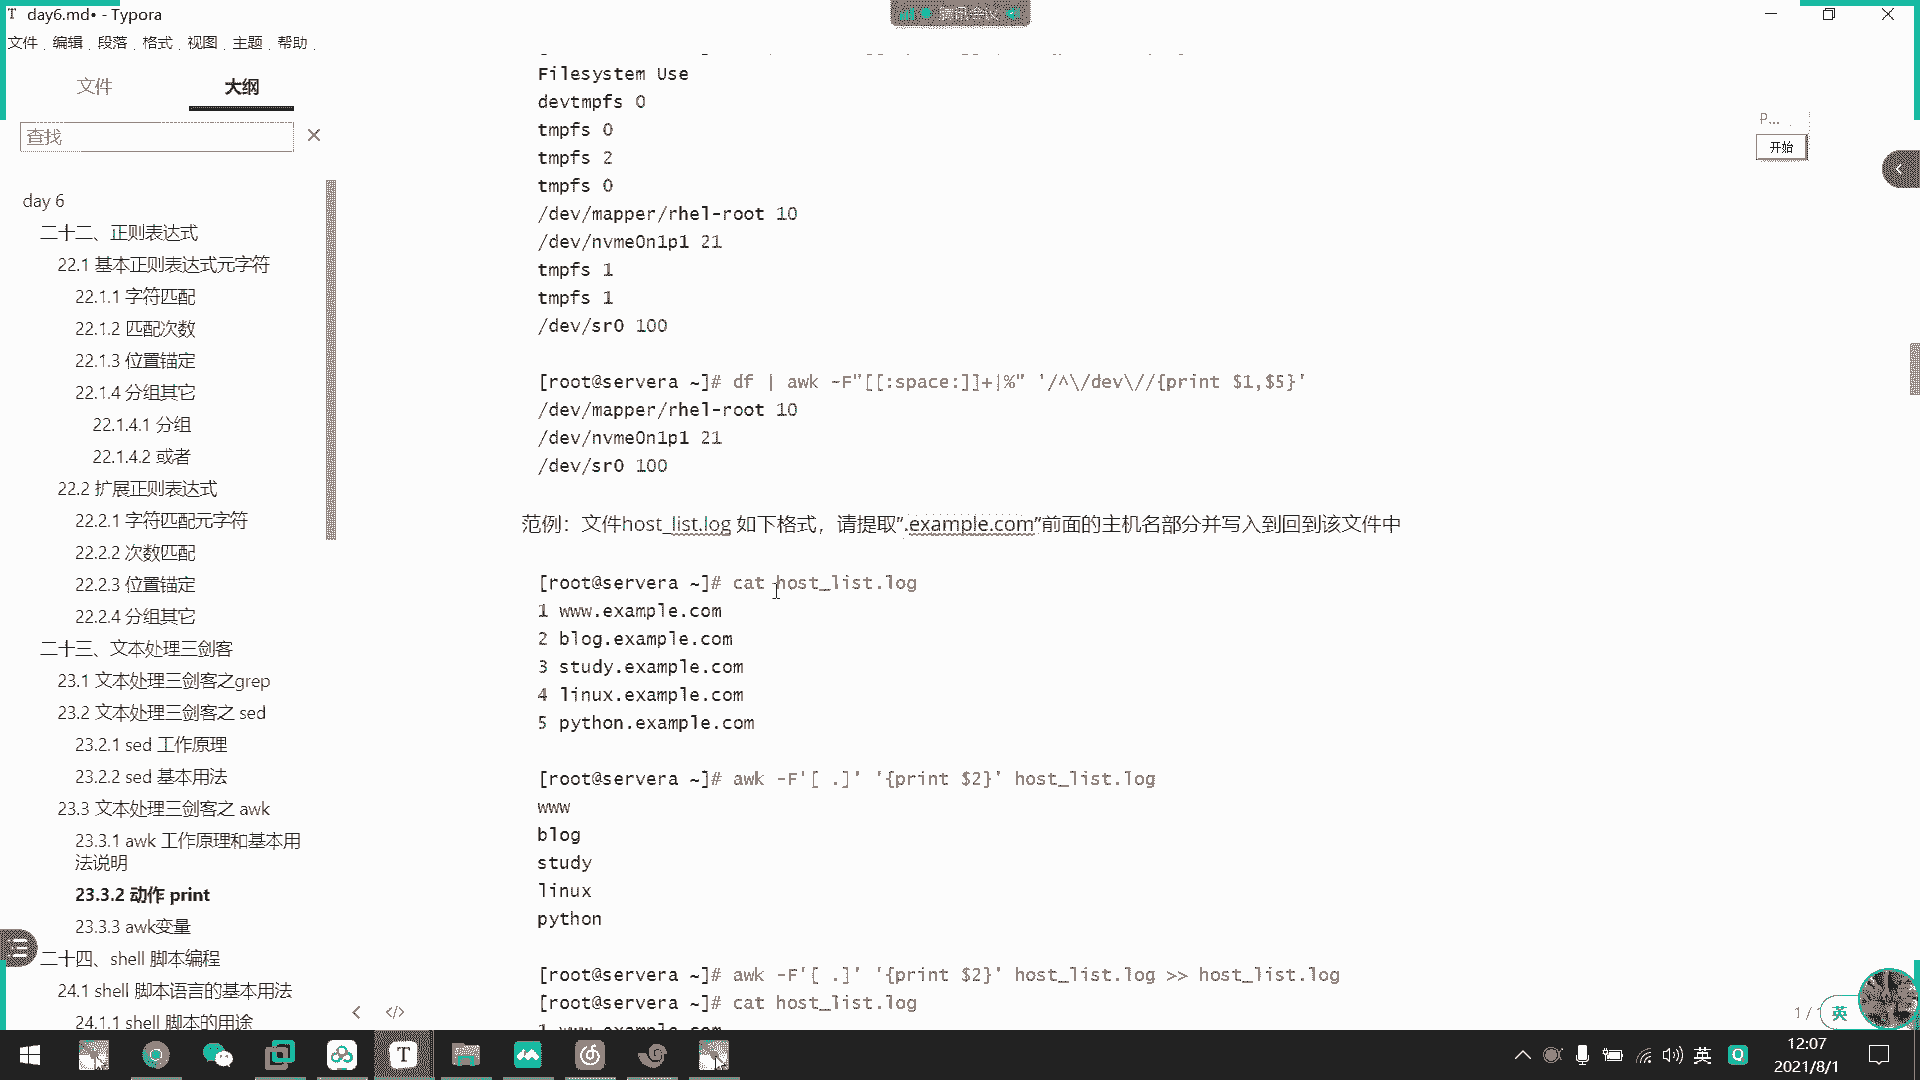 day6.md• - Typora
腾讯会议
文件 编辑 段落 格式 视图 主题 帮助
文件
大纲
查找
day 6
二十二、正则表达式
22.1 基本正则表达式元字符
22.1.1 字符匹配
22.1.2 匹配次数
22.1.3 位置锚定
22.1.4 分组其它
22.1.4.1 分组
22.1.4.2 或者
22.2 扩展正则表达式
22.2.1 字符匹配元字符
22.2.2 次数匹配
22.2.3 位置锚定
22.2.4 分组其它
二十三、文本处理三剑客
23.1 文本处理三剑客之grep
23.2 文本处理三剑客之 sed
23.2.1 sed 工作原理
23.2.2 sed 基本用法
23.3 文本处理三剑客之 awk
23.3.1 awk 工作原理和基本用
法说明
23.3.2 动作 print
23.3.3 awk变量
二十四、shell 脚本编程
24.1 shell 脚本语言的基本用法
24.1.1 shell 脚本的用途
Filesystem Use
devtmpfs 0
tmpfs 0
tmpfs 2
tmpfs 0
/dev/mapper/rhel-root 10
/dev/nvme0n1p1 21
tmpfs 1
tmpfs 1
/dev/sr0 100
[root@servera ~]# df | awk -F"[[:space:]]+|%" '/^\/dev\//{print $1,$5}'
/dev/mapper/rhel-root 10
/dev/nvme0n1p1 21
/dev/sr0 100
范例：文件host_list.log 如下格式，请提取”.example.com”前面的主机名部分并写入到回到该文件中
[root@servera ~]# cat host_list.log
1 www.example.com
2 blog.example.com
3 study.example.com
4 linux.example.com
5 python.example.com
[root@servera ~]# awk -F'[ .]' '{print $2}' host_list.log
www
blog
study
linux
python
[root@servera ~]# awk -F'[ .]' '{print $2}' host_list.log >> host_list.log
[root@servera ~]# cat host_list.log
1 www.example.com
P...
开始
1 / 1
英
英
12:07
2021/8/1